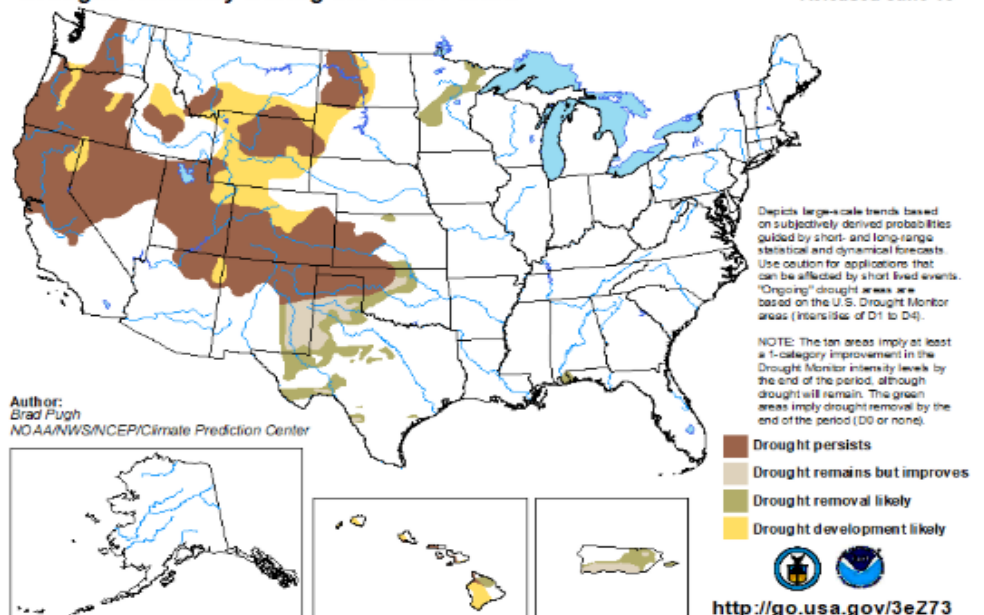 Depicts large-scale trends based
on subjectively derived probabilities
guided by short- and long-range
statistical and dynamical forecasts.
Use caution for applications that
can be affected by short lived events.
"Ongoing" drought areas are
based on the U.S. Drought Monitor
areas (intensities of D1 to D4).
NOTE: The tan areas imply at least
a 1-category improvement in the
Drought Monitor intensity levels by
the end of the period, although
drought will remain. The green
areas imply drought removal by the
end of the period (D0 or none).
Author:
Brad Pugh
NOAA/NWS/NCEP/Climate Prediction Center
Drought persists
Drought remains but improves
Drought removal likely
Drought development likely
http://go.usa.gov/3eZ73